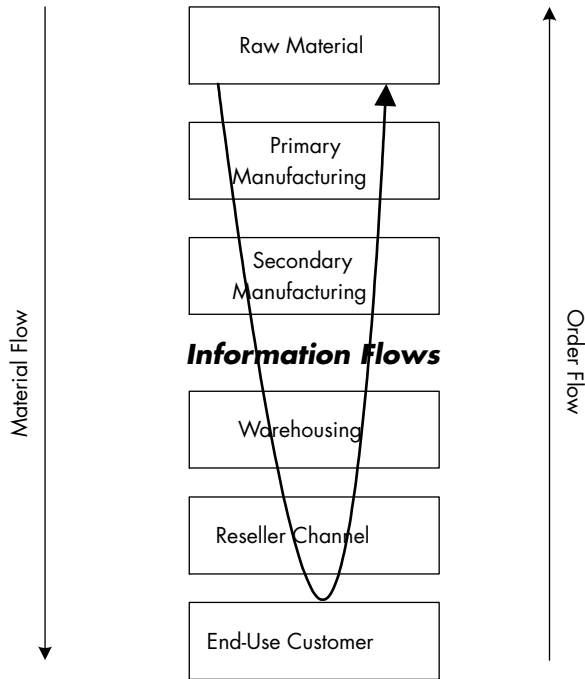 Raw Material
Primary
Manufacturing
Secondary
Manufacturing
Information Flows
Warehousing
Reseller Channel
End-Use Customer
Material Flow
Order Flow